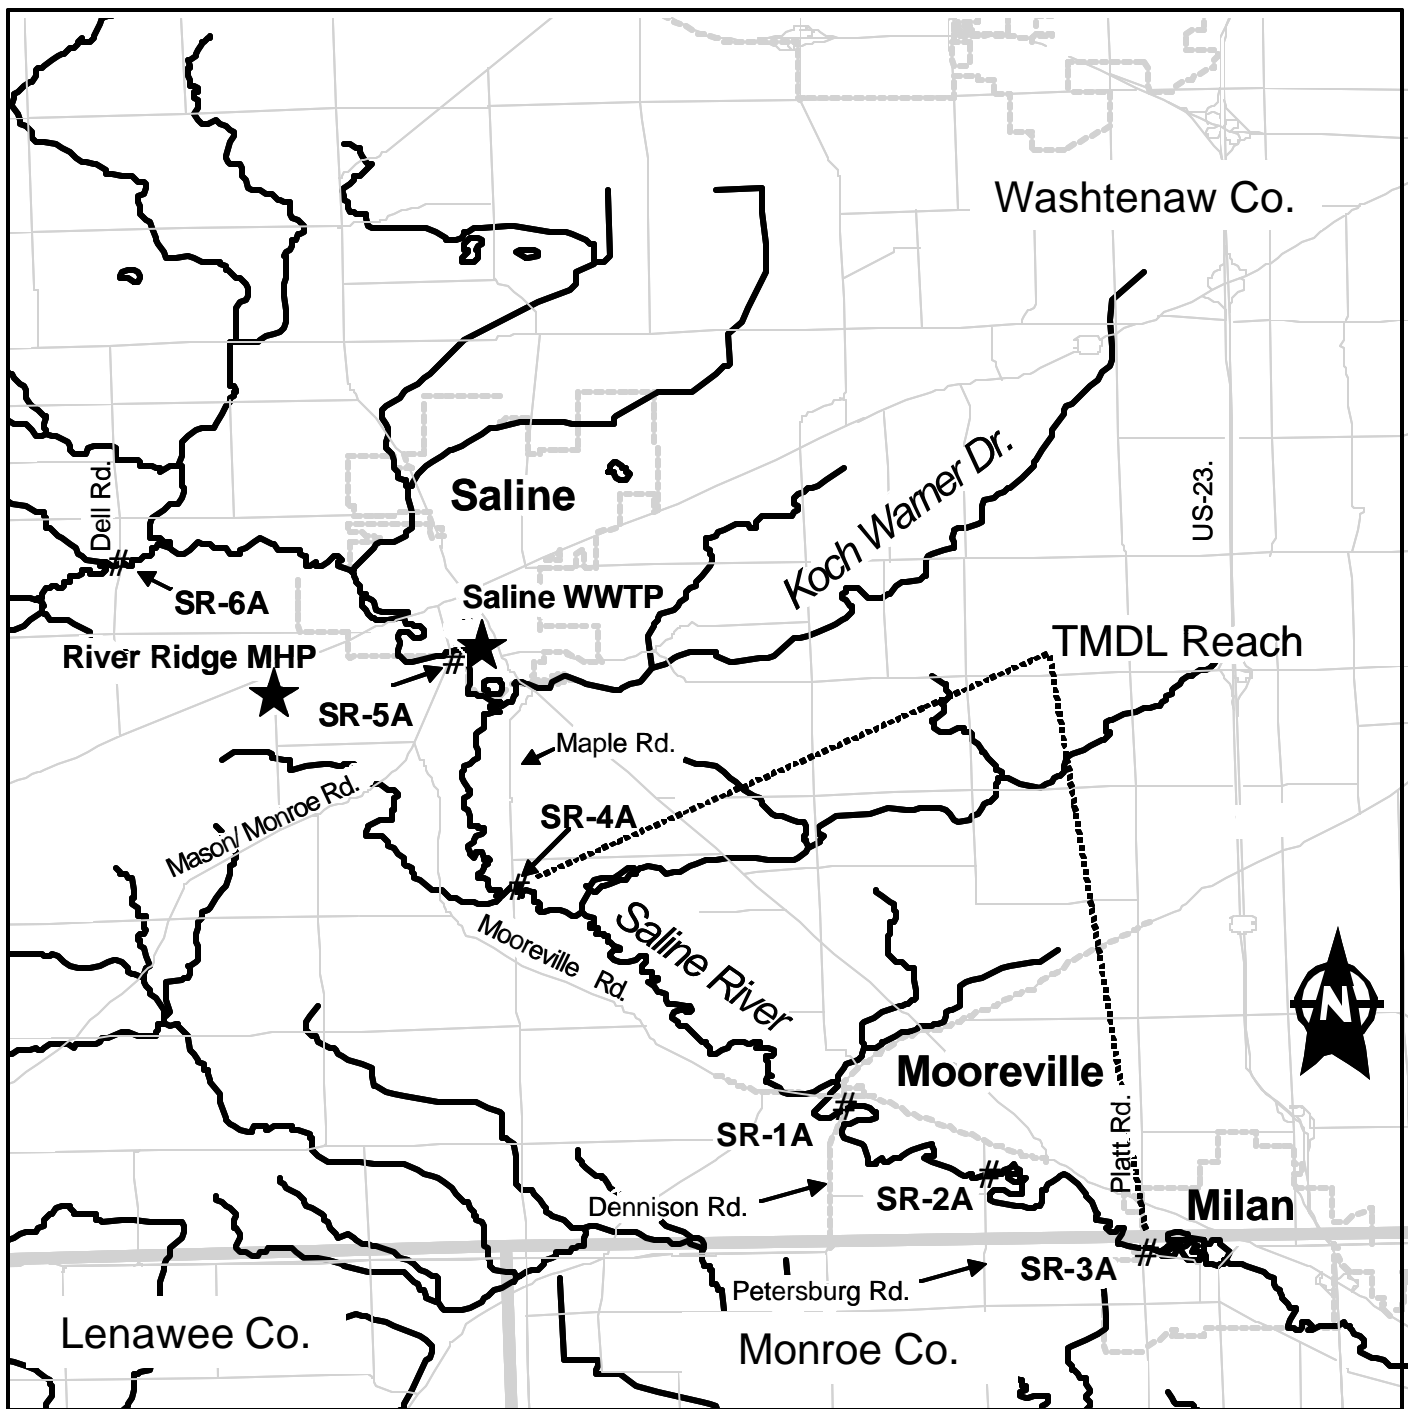 Washtenaw Co.
Dell Rd.
Saline
Koch Warner Dr.
US-23.
#
SR-6A
Saline WWTP
River Ridge MHP
#
SR-5A
TMDL Reach
Maple Rd.
Mason/ Monroe Rd.
SR-4A
#
Saline River
Mooreville Rd.
N
Mooreville
#
SR-1A
Platt Rd.
#
SR-2A
Dennison Rd.
Milan
#
SR-3A
Petersburg Rd.
Lenawee Co.
Monroe Co.